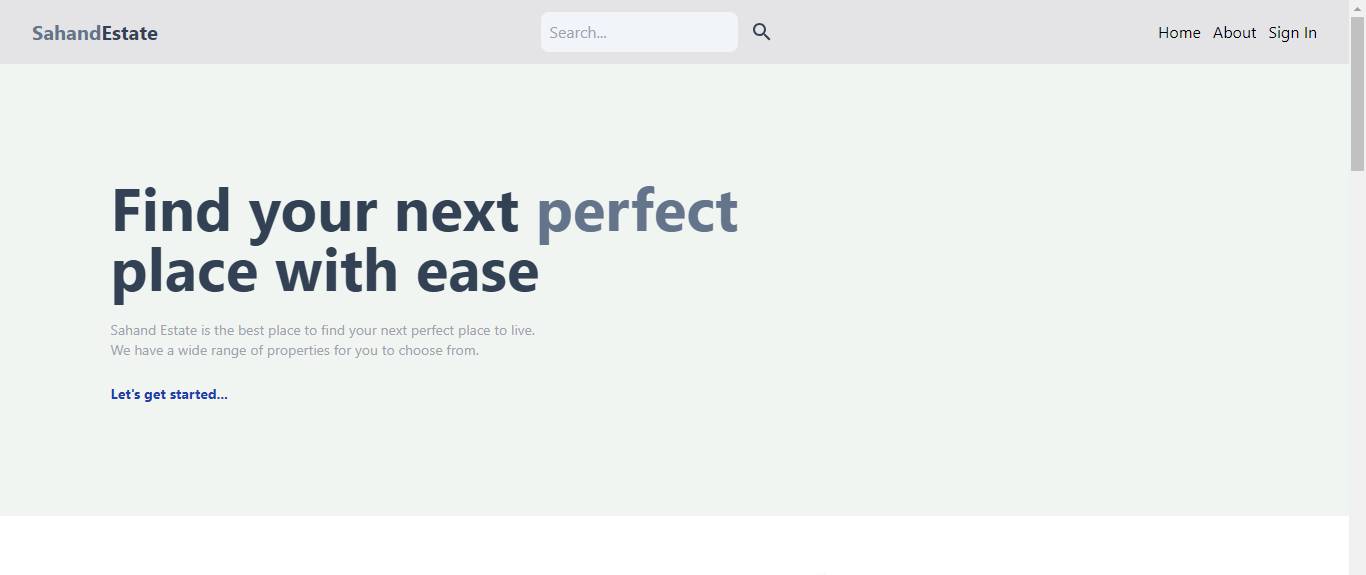 SahandEstate
Search...
Home About Sign In
Find your next perfect
place with ease
Sahand Estate is the best place to find your next perfect place to live.
We have a wide range of properties for you to choose from.
Let's get started...